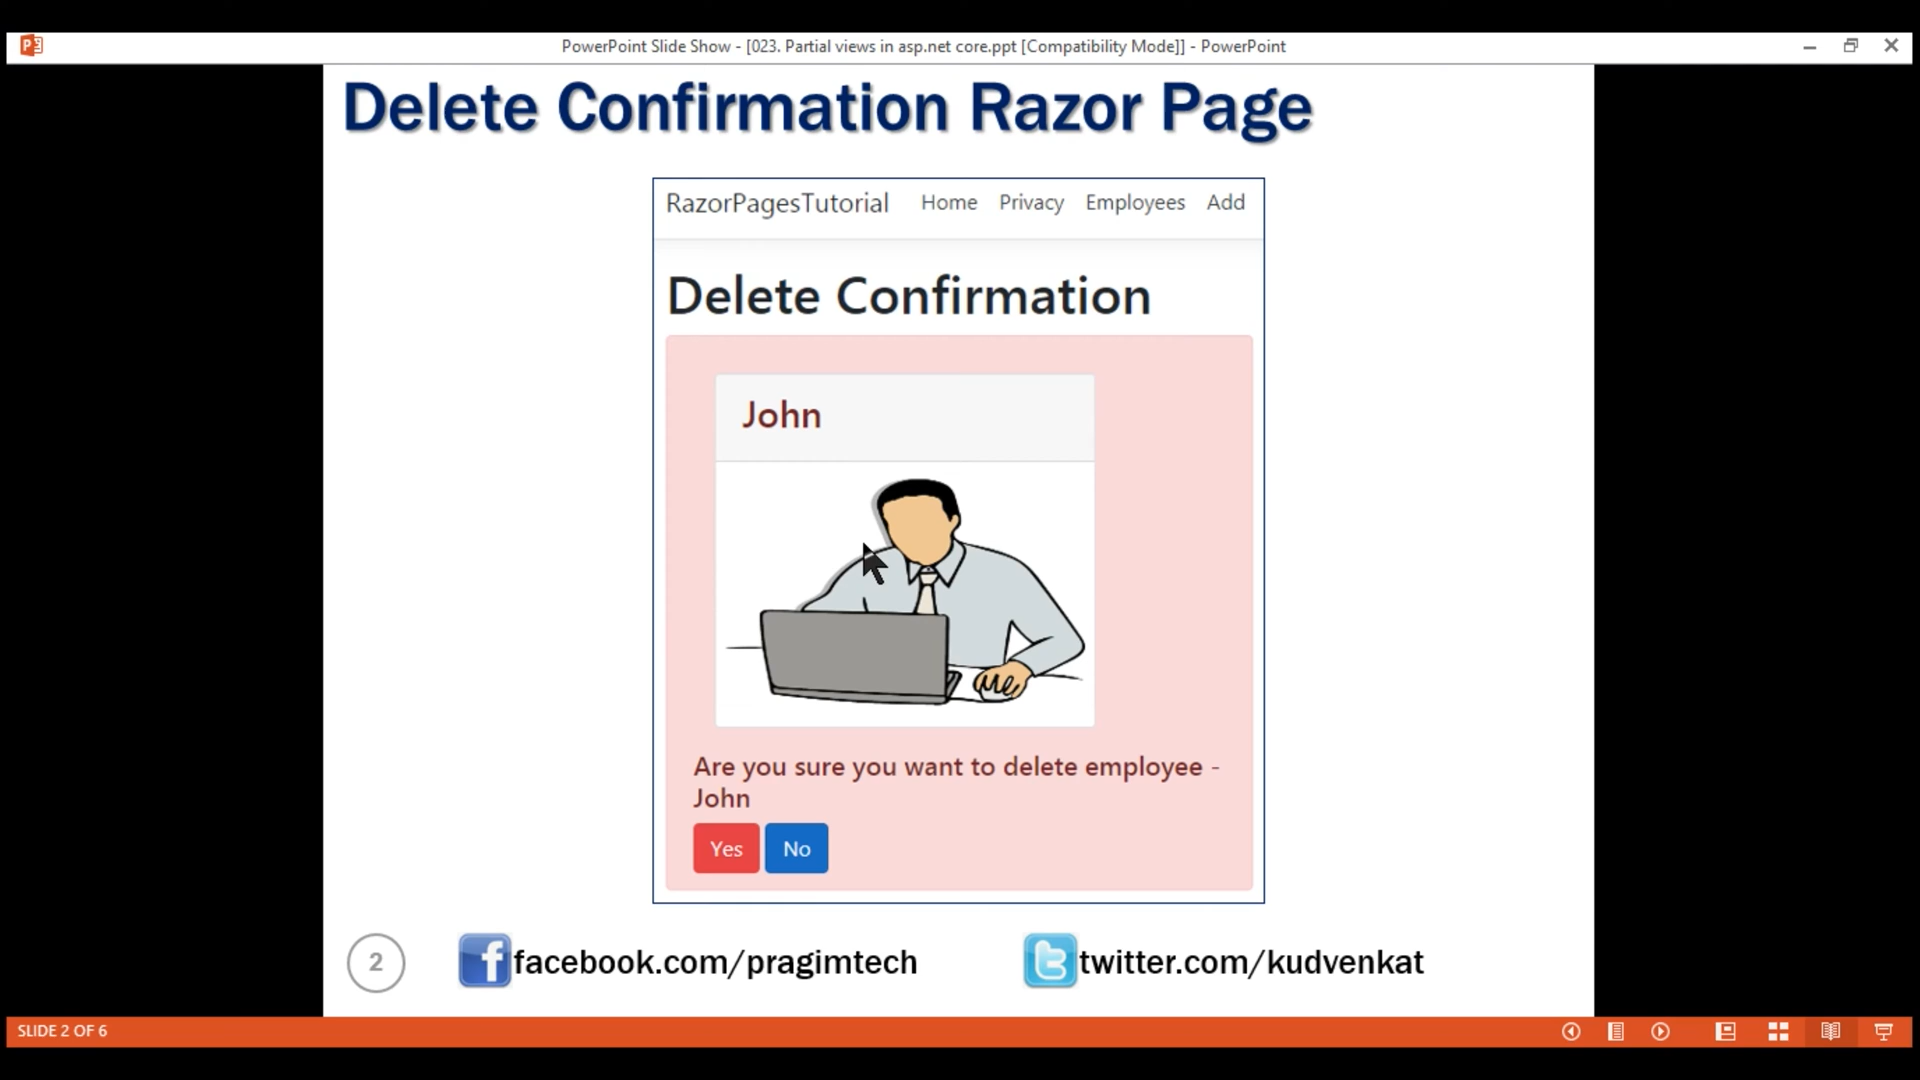 PowerPoint Slide Show - [023. Partial views in asp.net core.ppt [Compatibility Mode]] - PowerPoint
Delete Confirmation Razor Page
RazorPagesTutorial Home Privacy Employees Add
Delete Confirmation
John
Are you sure you want to delete employee -
John
Yes No
2 facebook.com/pragimtech twitter.com/kudvenkat
SLIDE 2 OF 6